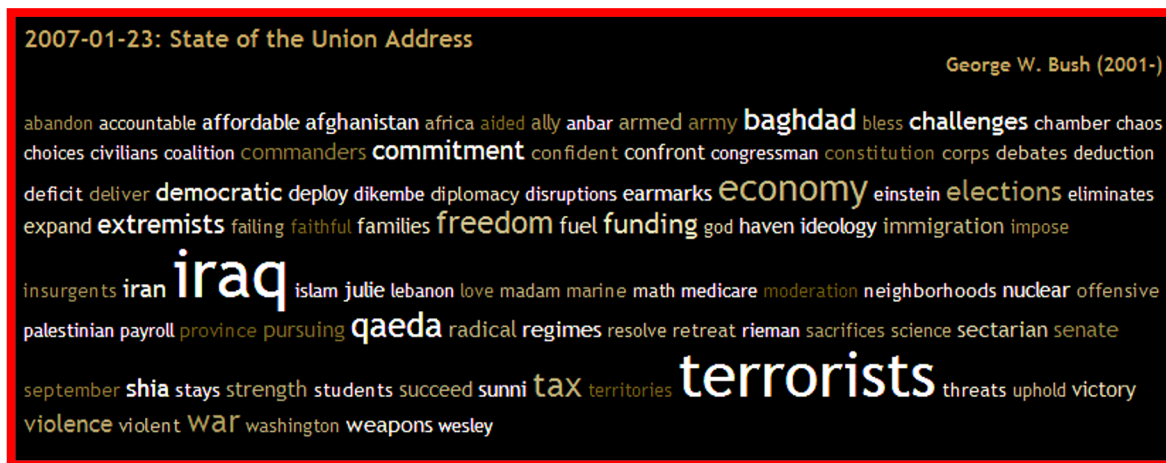 2007-01-23: State of the Union Address
George W. Bush (2001-)
abandon accountable affordable afghanistan africa aided ally anbar armed army baghdad bless challenges chamber chaos
choices civilians coalition commanders commitment confident confront congressman constitution corps debates deduction
deficit deliver democratic deploy dikembe diplomacy disruptions earmarks economy einstein elections eliminates
expand extremists failing faithful families freedom fuel funding god haven ideology immigration impose
insurgents iran iraq islam julie lebanon love madam marine math medicare moderation neighborhoods nuclear offensive
palestinian payroll province pursuing qaeda radical regimes resolve retreat rieman sacrifices science sectarian senate
september shia stays strength students succeed sunni tax territories terrorists threats uphold victory
violence violent war washington weapons wesley